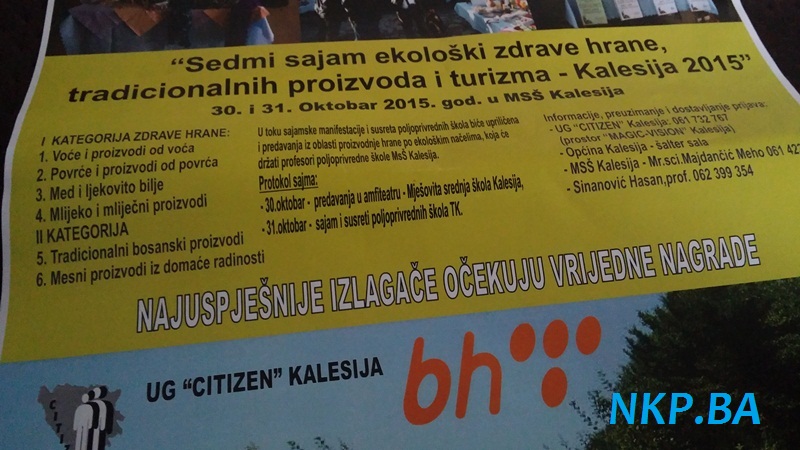 “Sedmi sajam ekološki zdrave hrane,
tradicionalnih proizvoda i turizma - Kalesija 2015”
30. i 31. Oktobar 2015. god. u MSŠ Kalesija
I KATEGORIJA ZDRAVE HRANE:
1. Voće i proizvodi od voća
2. Povrće i proizvodi od povrća
3. Med i ljekovito bilje
4. Mlijeko i mliječni proizvodi
II KATEGORIJA
5. Tradicionalni bosanski proizvodi
6. Mesni proizvodi iz domaće radinosti
U toku sajamske manifestacije i susreta poljoprivrednih škola biće upriličena
i predavanja iz oblasti proizvodnje hrane po ekološkim načelima, koja će
držati profesori poljoprivredne škole MsŠ Kalesija.
Protokol sajma:
- 30.oktobar - predavanja u amfiteatru - Mješovita srednja škola Kalesija,
- 31.oktobar - sajam i susreti poljoprivrednih škola TK.
Informacije, preuzimanje i dostavljanje prijava:
- UG "CITIZEN" Kalesija: 061 732 767
(prostor "MAGIC-VISION" Kalesija)
- Općina Kalesija - šalter sala
- MSŠ Kalesija - Mr.sci.Majdančić Meho 061 42
- Sinanović Hasan,prof. 062 399 354
NAJUSPJEŠNIJE IZLAGAČE OČEKUJU VRIJEDNE NAGRADE
UG "CITIZEN" KALESIJA
bh
NKP.BA